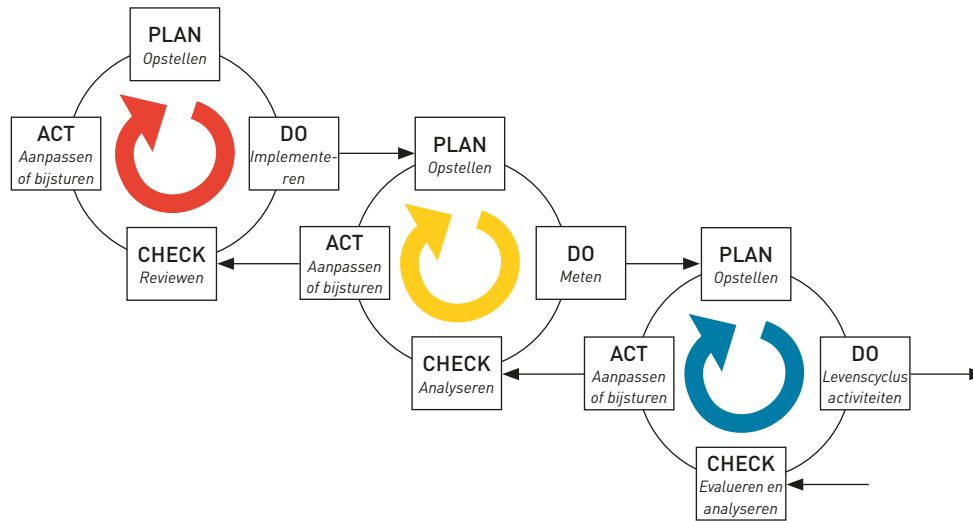 PLAN
Opstellen
ACT
Aanpassen
of bijsturen
DO
Implemente-
ren
CHECK
Reviewen
PLAN
Opstellen
ACT
Aanpassen
of bijsturen
DO
Meten
CHECK
Analyseren
PLAN
Opstellen
ACT
Aanpassen
of bijsturen
DO
Levenscyclus
activiteiten
CHECK
Evalueren en
analyseren